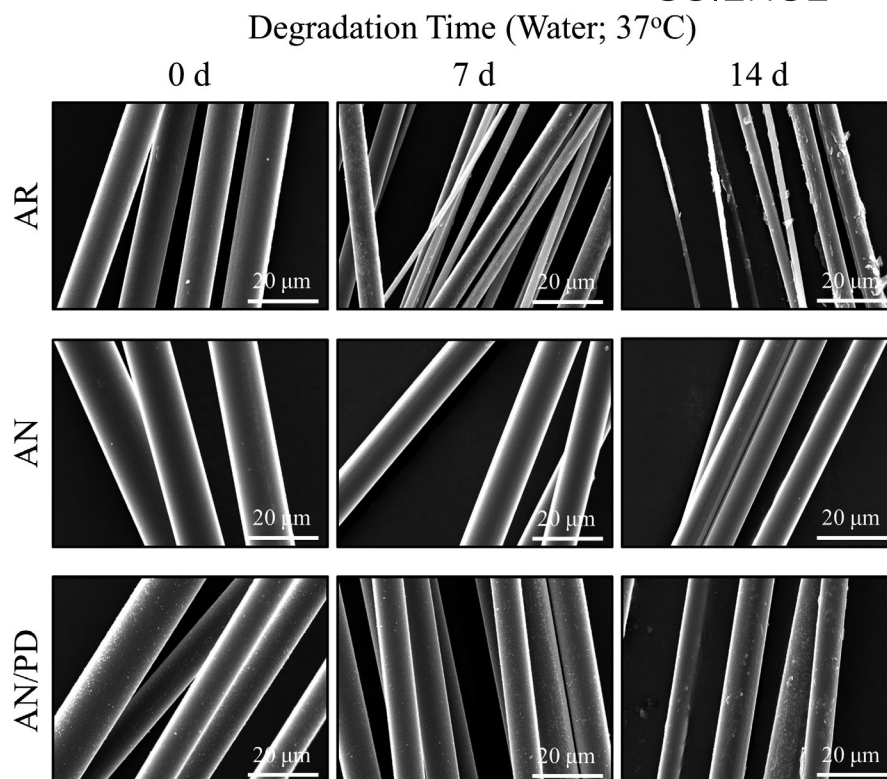 Degradation Time (Water; 37°C)
0 d 7 d 14 d
AR
20 μm 20 μm 20 μm
AN
20 μm 20 μm 20 μm
AN/PD
20 μm 20 μm 20 μm